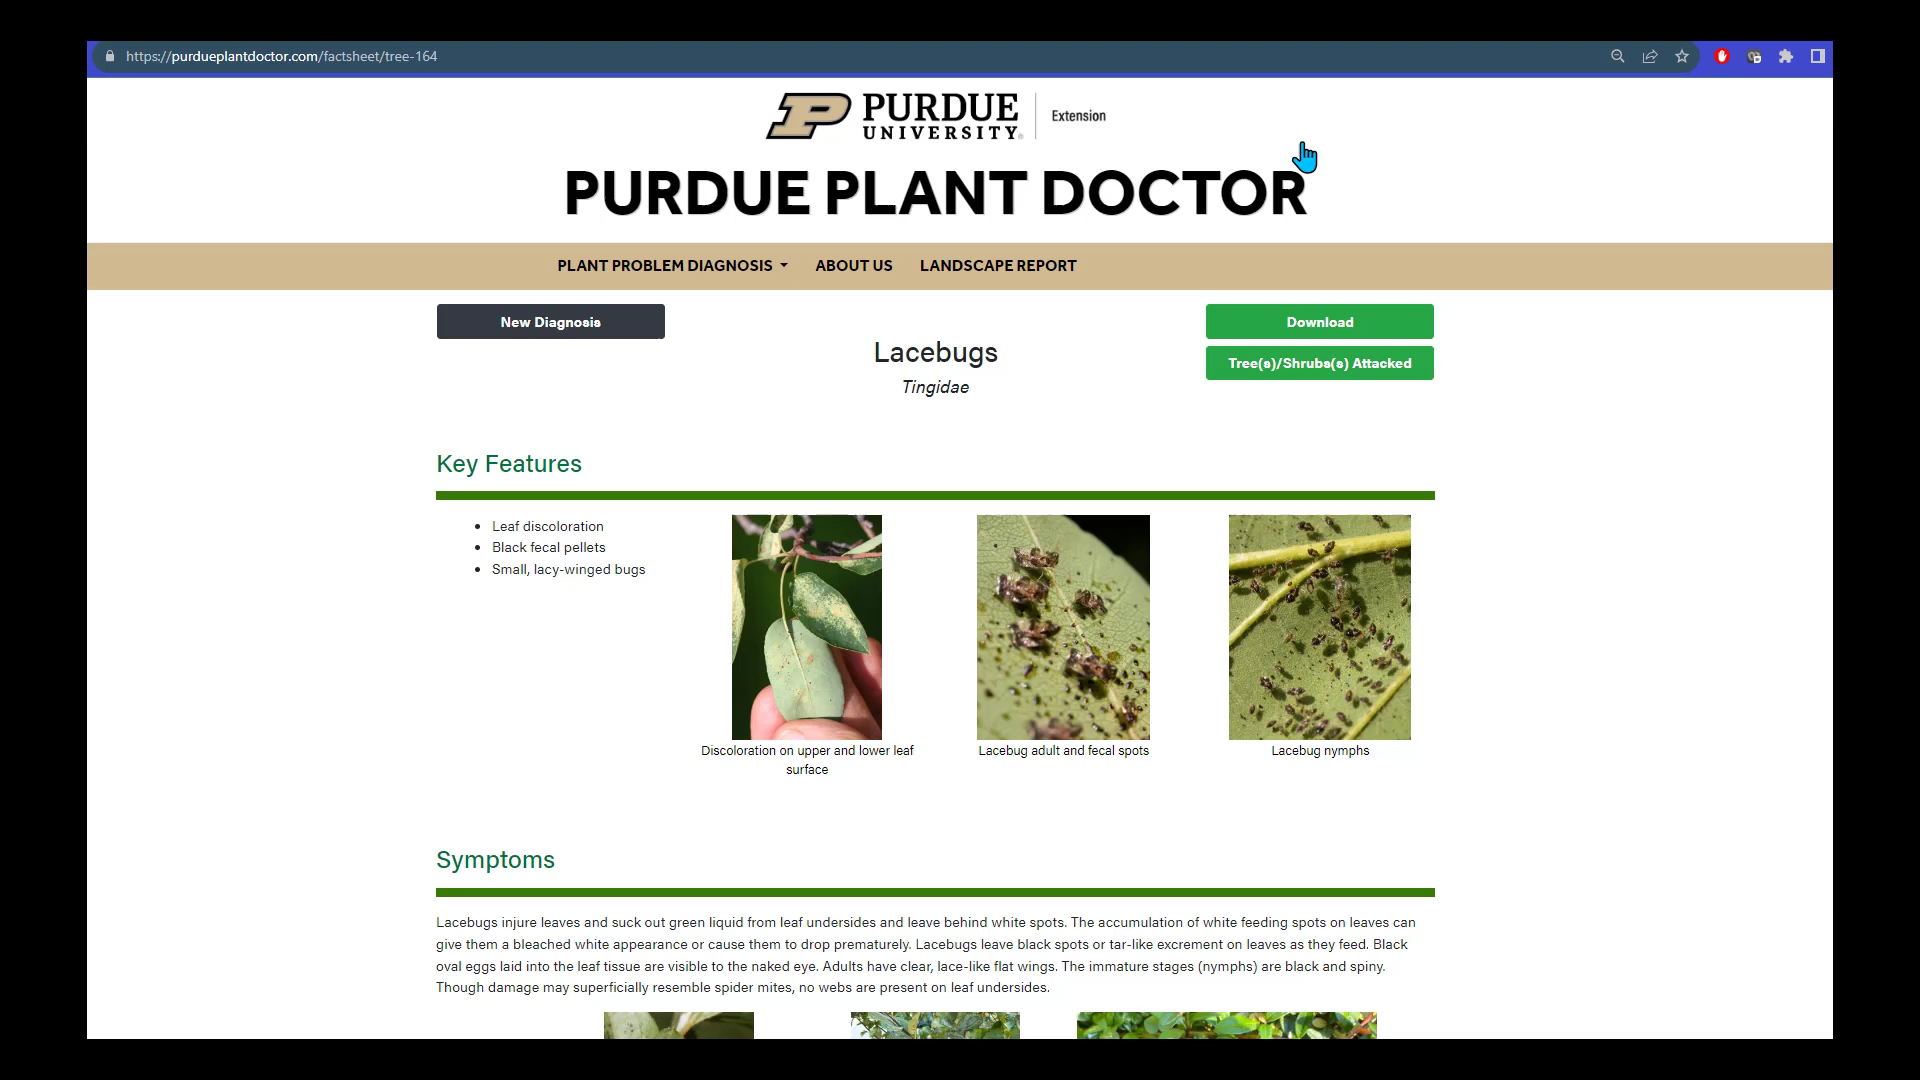 https://purdueplantdoctor.com/factsheet/tree-164
PURDUE
UNIVERSITY®
Extension
PURDUE PLANT DOCTOR
PLANT PROBLEM DIAGNOSIS
ABOUT US
LANDSCAPE REPORT
New Diagnosis
Download
Lacebugs
Tree(s)/Shrubs(s) Attacked
Tingidae
Key Features
• Leaf discoloration
• Black fecal pellets
• Small, lacy-winged bugs
Discoloration on upper and lower leaf
surface
Lacebug adult and fecal spots
Lacebug nymphs
Symptoms
Lacebugs injure leaves and suck out green liquid from leaf undersides and leave behind white spots. The accumulation of white feeding spots on leaves can
give them a bleached white appearance or cause them to drop prematurely. Lacebugs leave black spots or tar-like excrement on leaves as they feed. Black
oval eggs laid into the leaf tissue are visible to the naked eye. Adults have clear, lace-like flat wings. The immature stages (nymphs) are black and spiny.
Though damage may superficially resemble spider mites, no webs are present on leaf undersides.